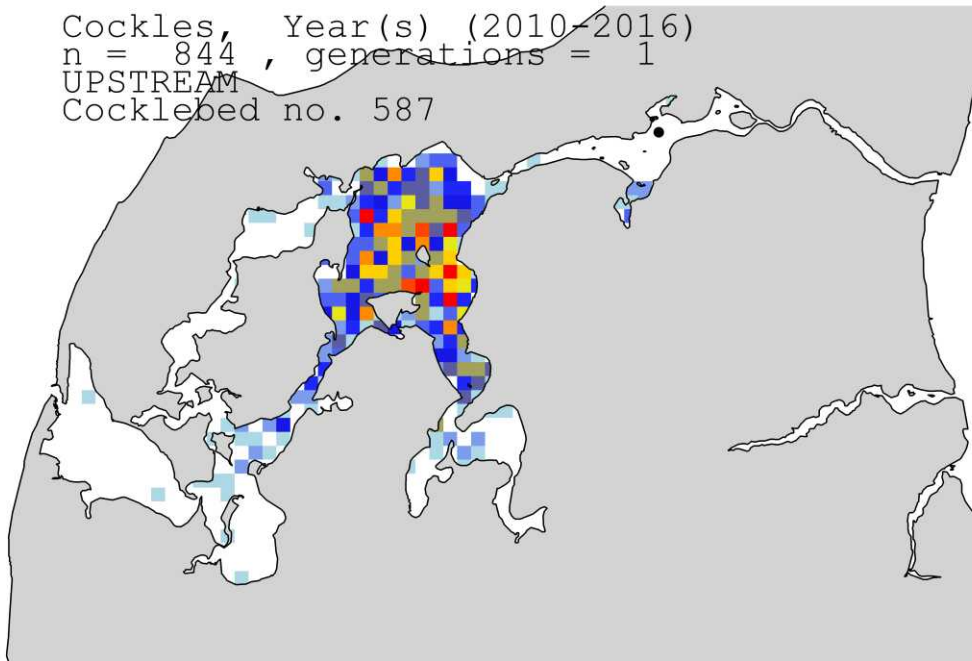 Cockles, Year(s) (2010-2016)
n = 844 , generations = 1
UPSTREAM
Cocklebed no. 587